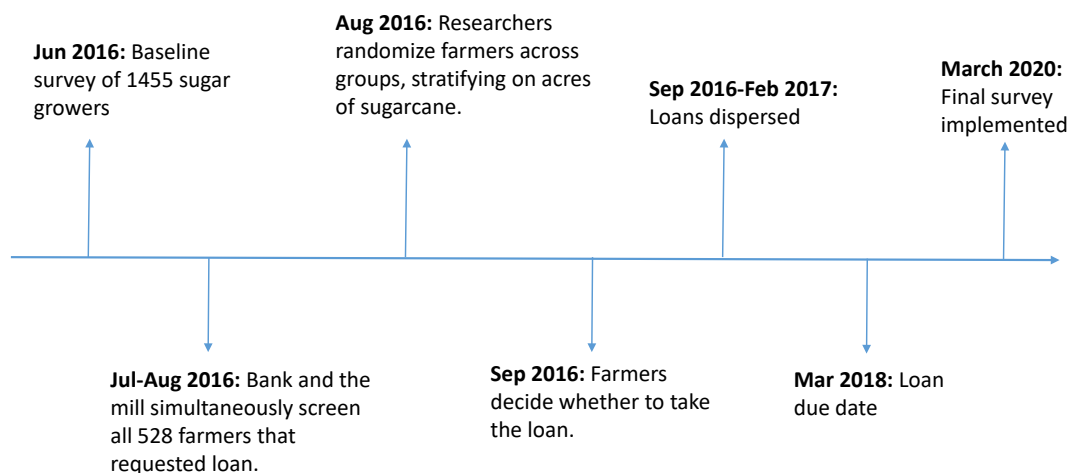 Jun 2016: Baseline
survey of 1455 sugar
growers
Jul-Aug 2016: Bank and the
mill simultaneously screen
all 528 farmers that
requested loan.
Aug 2016: Researchers
randomize farmers across
groups, stratifying on acres
of sugarcane.
Sep 2016: Farmers
decide whether to take
the loan.
Sep 2016-Feb 2017:
Loans dispersed
Mar 2018: Loan
due date
March 2020:
Final survey
implemented